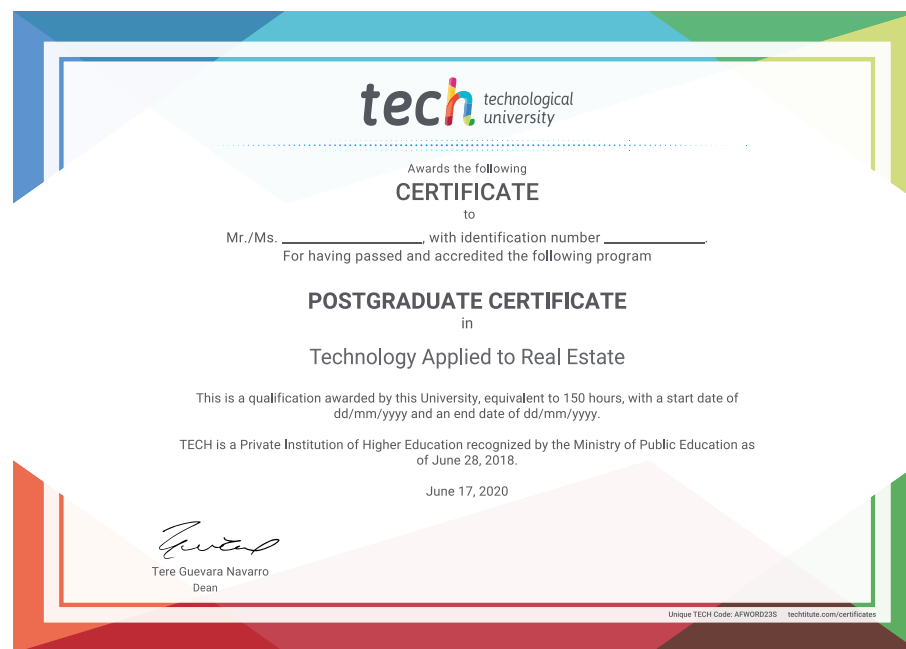 tech technological
university
Awards the following
CERTIFICATE
to
Mr./Ms. ____________________, with identification number ______________.
For having passed and accredited the following program
POSTGRADUATE CERTIFICATE
in
Technology Applied to Real Estate
This is a qualification awarded by this University, equivalent to 150 hours, with a start date of
dd/mm/yyyy and an end date of dd/mm/yyyy.
TECH is a Private Institution of Higher Education recognized by the Ministry of Public Education as
of June 28, 2018.
June 17, 2020
Tere Guevara Navarro
Dean
Unique TECH Code: AFWORD23S techtitute.com/certificates